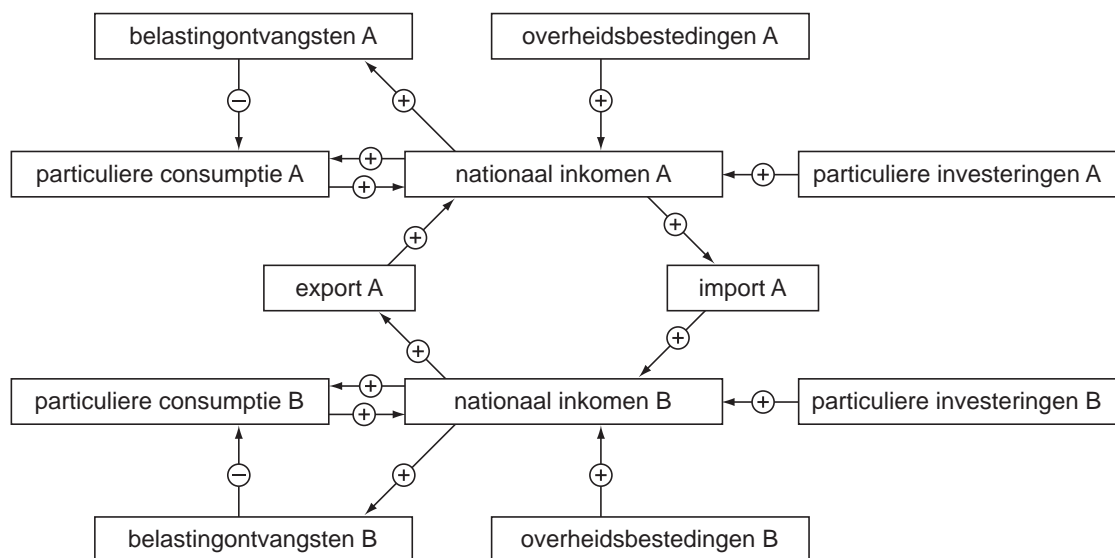 belastingontvangsten A
overheidsbestedingen A
−
+
+
particuliere consumptie A
+
+
nationaal inkomen A
+
particuliere investeringen A
+
+
export A
import A
+
+
particuliere consumptie B
+
+
nationaal inkomen B
+
particuliere investeringen B
−
+
+
belastingontvangsten B
overheidsbestedingen B